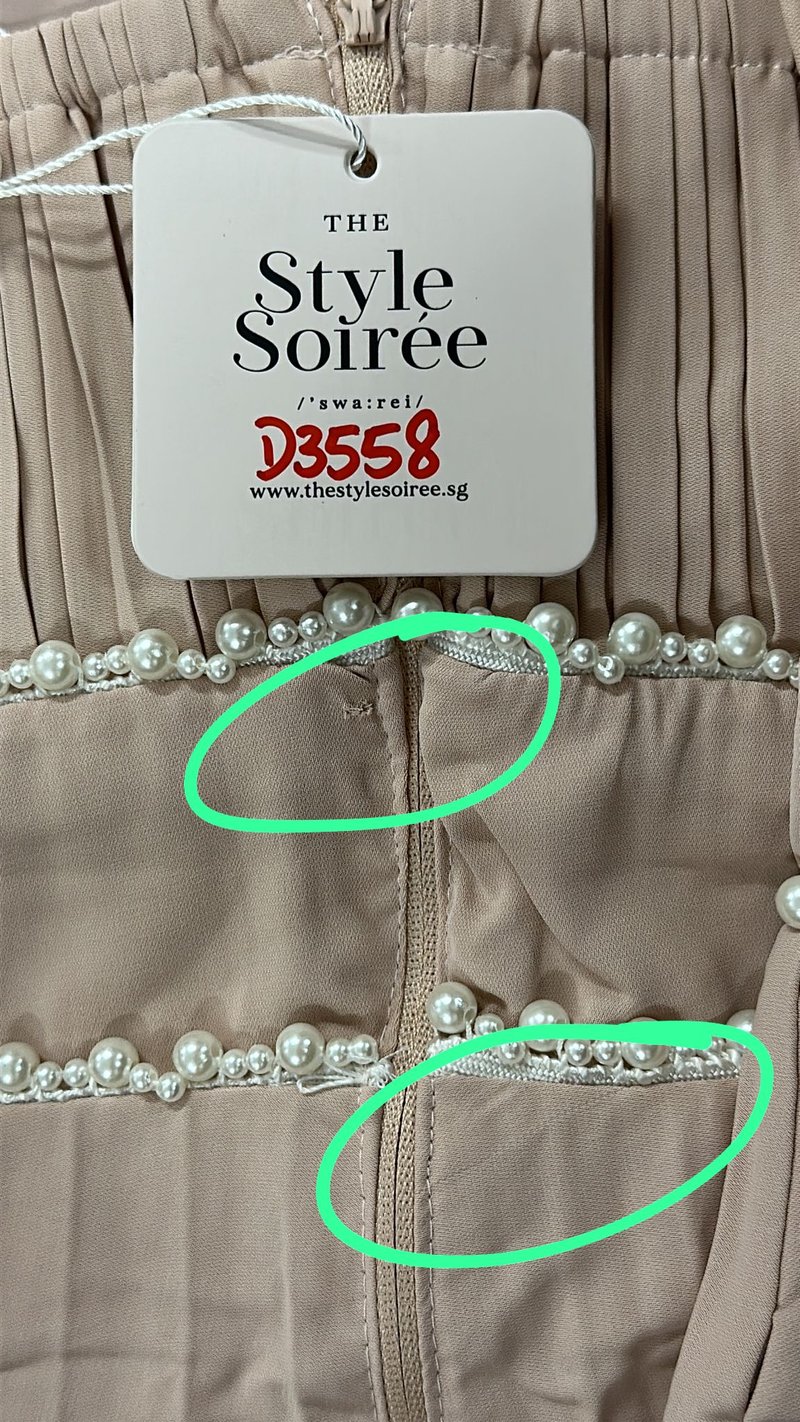 THE
Style
Soirée
/'swa:rei/
D3558
www.thestylesoiree.sg